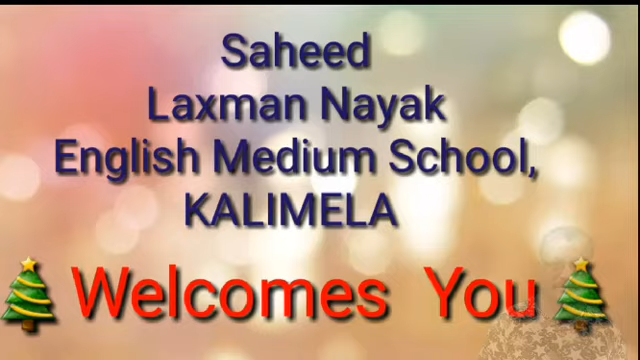 Saheed
Laxman Nayak
English Medium School,
KALIMELA
Welcomes You